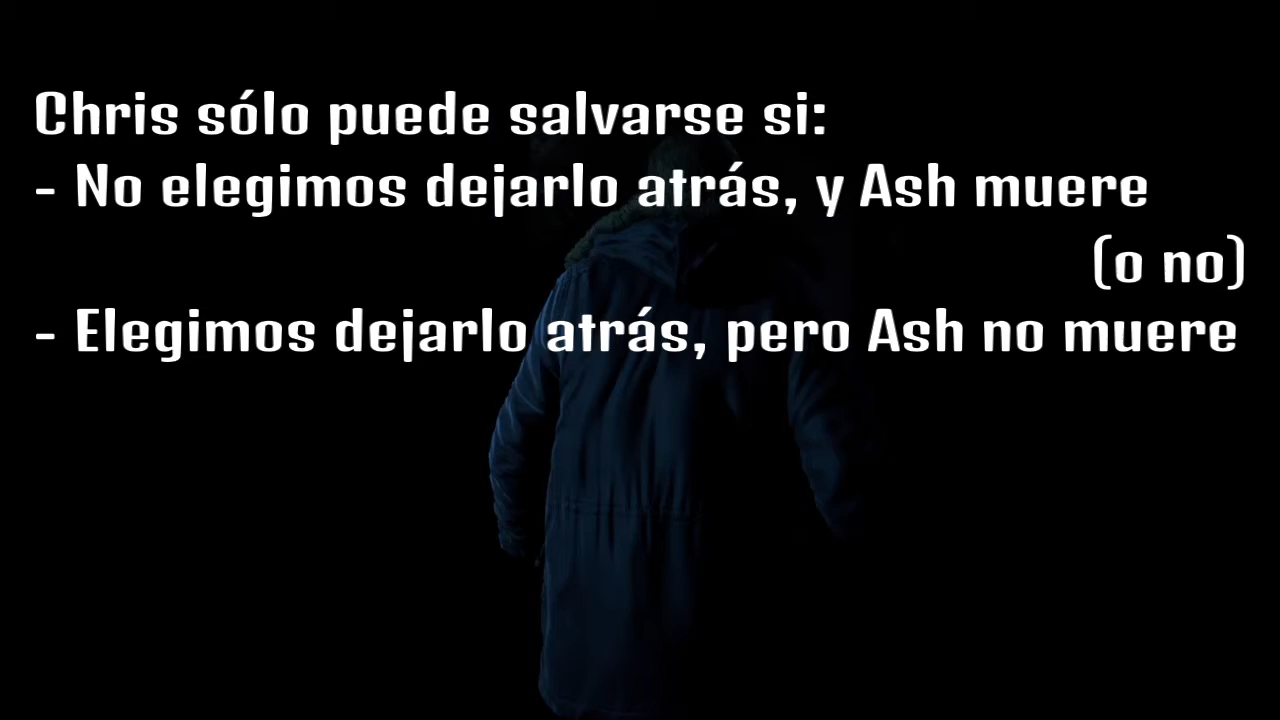 Chris sólo puede salvarse si:
- No elegimos dejarlo atrás, y Ash muere
(o no)
- Elegimos dejarlo atrás, pero Ash no muere